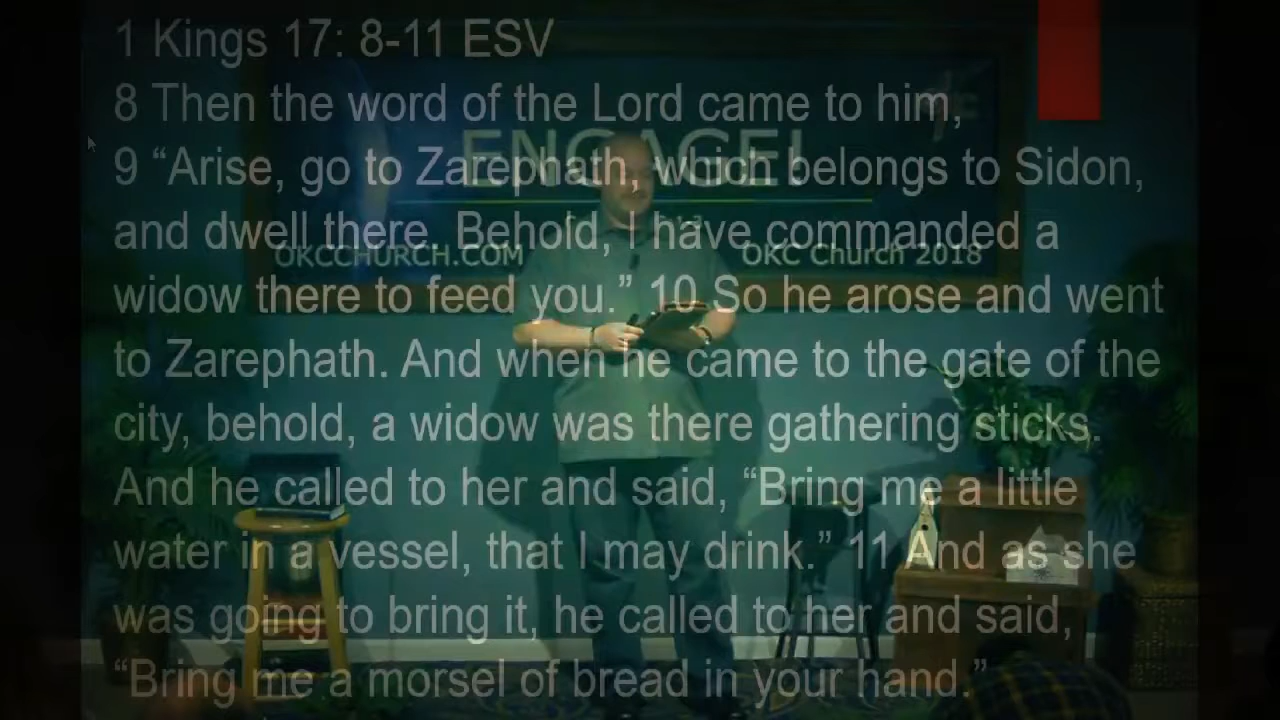 1 Kings 17: 8-11 ESV
8 Then the word of the Lord came to him,
9 “Arise, go to Zarephath, which belongs to Sidon,
and dwell there. Behold, I have commanded a
widow there to feed you.” 10 So he arose and went
to Zarephath. And when he came to the gate of the
city, behold, a widow was there gathering sticks.
And he called to her and said, “Bring me a little
water in a vessel, that I may drink.” 11 And as she
was going to bring it, he called to her and said,
“Bring me a morsel of bread in your hand.”
ENGAGE!
OKCCHURCH.COM
OKC Church 2018